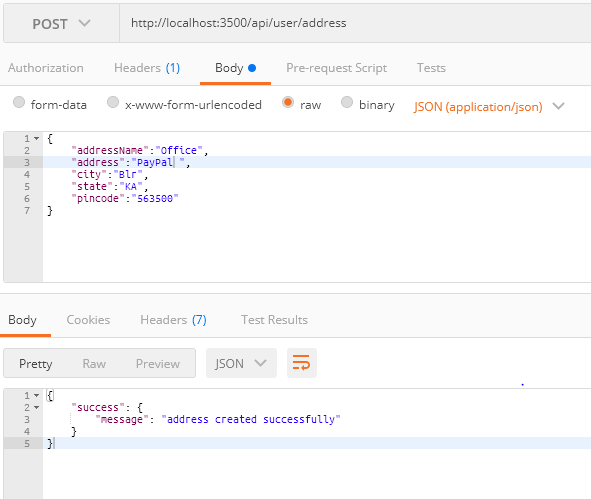 POST http://localhost:3500/api/user/address
Authorization Headers (1) Body Pre-request Script Tests
form-data x-www-form-urlencoded raw binary JSON (application/json)
1 {
2 "addressName":"Office",
3 "address":"PayPal ",
4 "city":"Blr",
5 "state":"KA",
6 "pincode":"563500"
7 }
Body Cookies Headers (7) Test Results
Pretty Raw Preview JSON
1 {
2 "success": {
3 "message": "address created successfully"
4 }
5 }